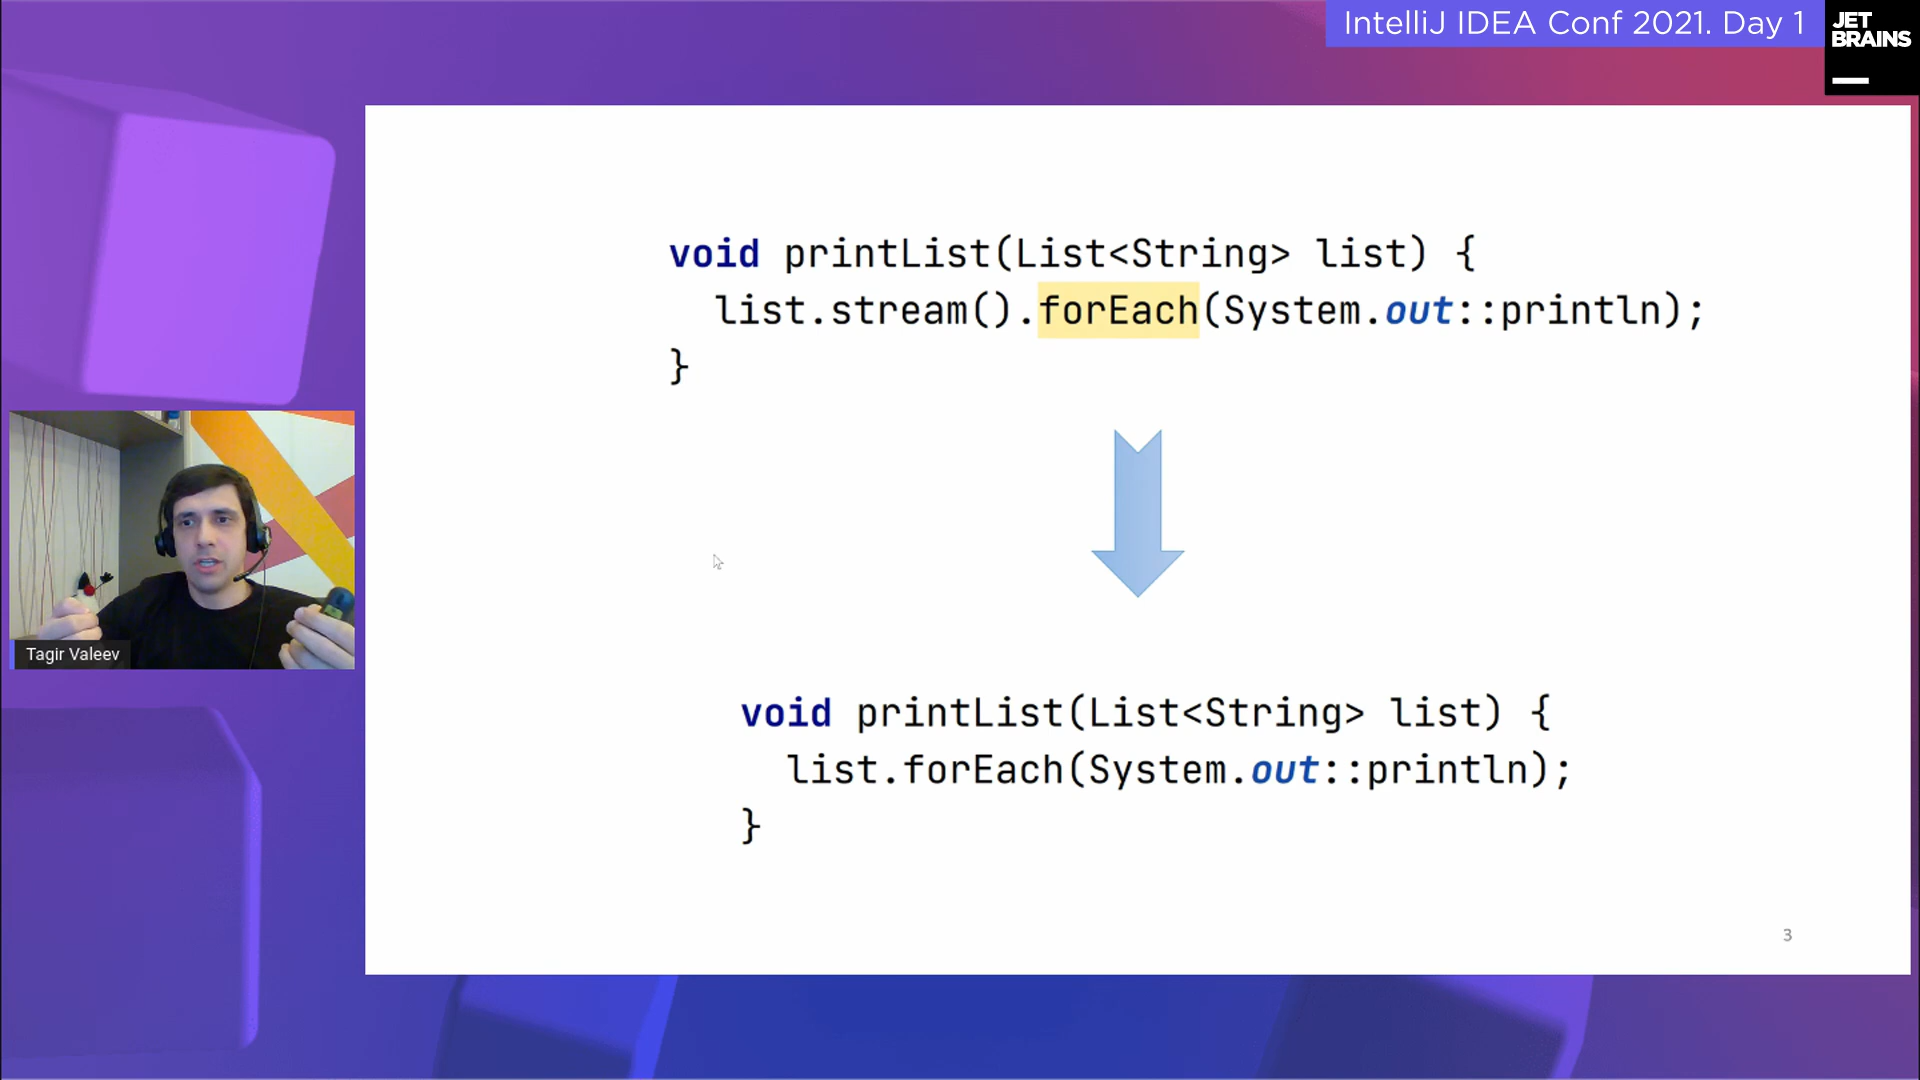 IntelliJ IDEA Conf 2021. Day 1
JET
BRAINS
void printList(List<String> list) {
list.stream().forEach(System.out::println);
}
Tagir Valeev
void printList(List<String> list) {
list.forEach(System.out::println);
}
3